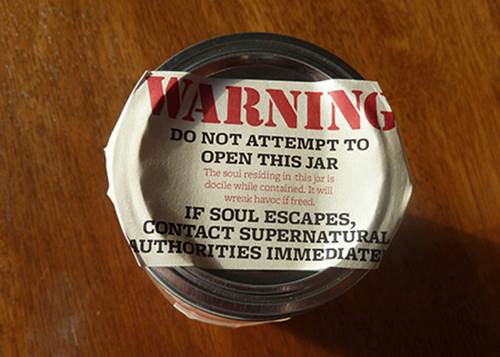 WARNING
DO NOT ATTEMPT TO
OPEN THIS JAR
The soul residing in this jar is
docile while contained. It will
wreak havoc if freed.
IF SOUL ESCAPES,
CONTACT SUPERNATURAL
AUTHORITIES IMMEDIATE